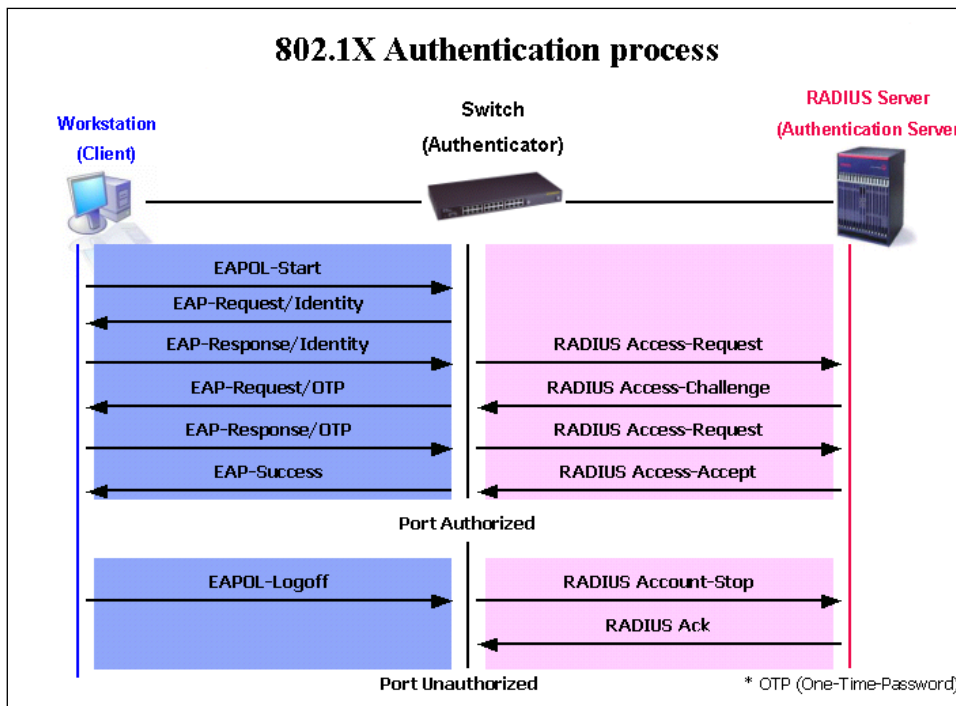 802.1X Authentication process
RADIUS Server
(Authentication Server
Switch
(Authenticator)
Workstation
(Client)
EAPOL-Start
EAP-Request/Identity
EAP-Response/Identity
RADIUS Access-Request
EAP-Request/OTP
RADIUS Access-Challenge
EAP-Response/OTP
RADIUS Access-Request
EAP-Success
RADIUS Access-Accept
Port Authorized
EAPOL-Logoff
RADIUS Account-Stop
RADIUS Ack
Port Unauthorized
* OTP (One-Time-Password)